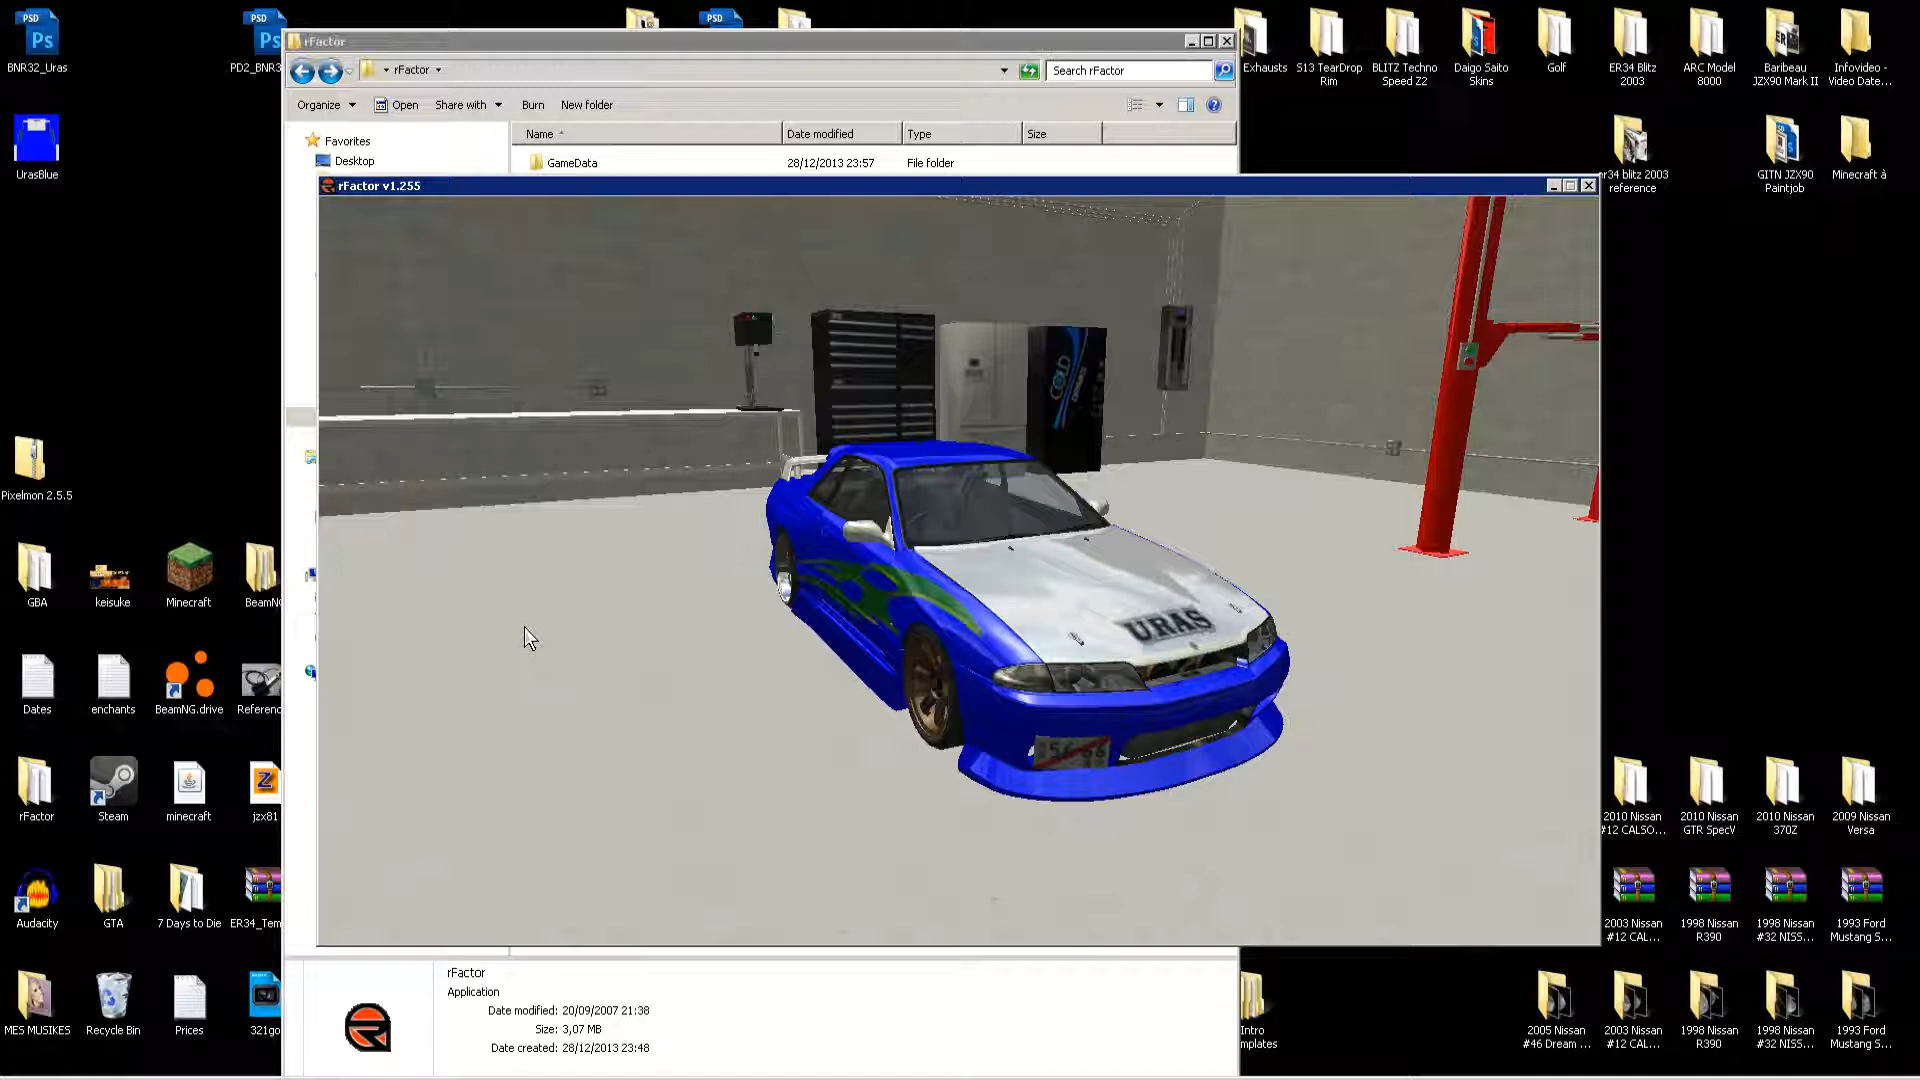 BNR32_Uras
PD2_BNR3
UrasBlue
Pixelmon 2.5.5
GBA
keisuke
Minecraft
BeamNG
Dates
enchants
BeamNG.drive
Referenc
rFactor
Steam
minecraft
jzx81
Audacity
GTA
7 Days to Die
ER34_Tem
MES MUSIKES
Recycle Bin
Prices
321go
rFactor
rFactor
Search rFactor
Organize
Open
Share with
Burn
New folder
Favorites
Desktop
Name
Date modified
Type
Size
GameData
28/12/2013 23:57
File folder
rFactor v1.255
COLD
URAS
rFactor
Application
Date modified: 20/09/2007 21:38
Size: 3,07 MB
Date created: 28/12/2013 23:48
Exhausts
S13 TearDrop
Rim
BLITZ Techno
Speed Z2
Daigo Saito
Skins
Golf
ER34 Blitz
2003
ARC Model
8000
Baribeau
JZX90 Mark II
Infovideo -
Video Date...
er34 blitz 2003
reference
GITN JZX90
Paintjob
Minecraft à
2010 Nissan
#12 CALSO...
2010 Nissan
GTR SpecV
2010 Nissan
370Z
2009 Nissan
Versa
2003 Nissan
#12 CAL...
1998 Nissan
R390
1998 Nissan
#32 NISS...
1993 Ford
Mustang S...
Intro
mplates
2005 Nissan
#46 Dream ...
2003 Nissan
#12 CAL...
1998 Nissan
R390
1998 Nissan
#32 NISS...
1993 Ford
Mustang S...